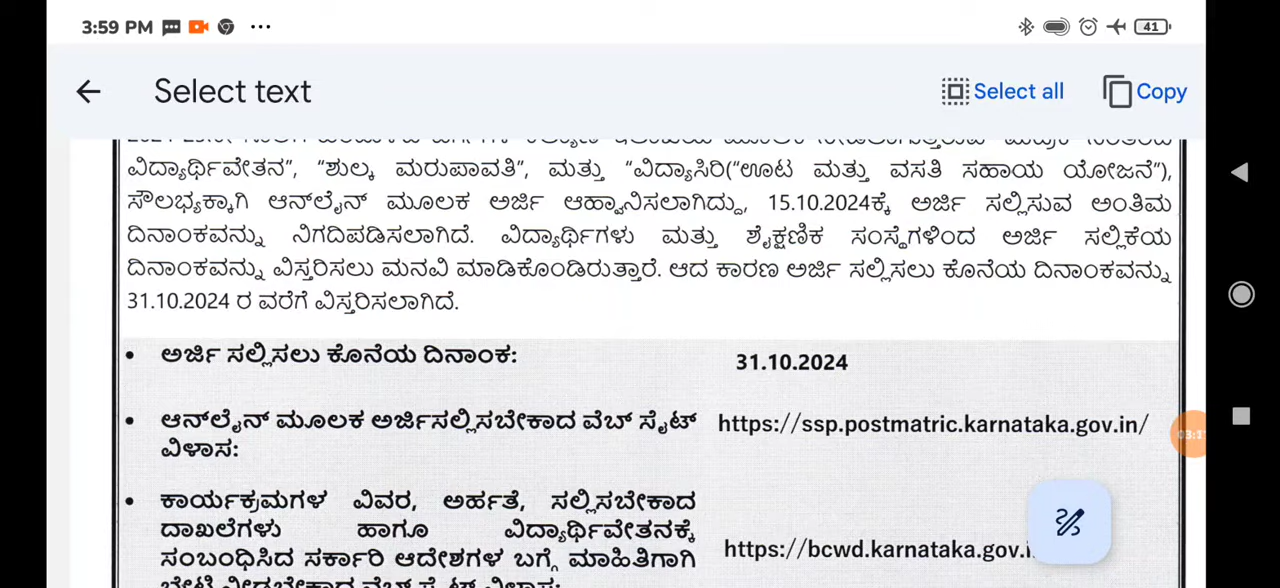 3:59 PM
41
Select text
Select all
Copy
ವಿದ್ಯಾರ್ಥಿವೇತನ", "ಶುಲ್ಕ ಮರುಪಾವತಿ", ಮತ್ತು "ವಿದ್ಯಾಸಿರಿ("ಊಟ ಮತ್ತು ವಸತಿ ಸಹಾಯ ಯೋಜನೆ"),
ಸೌಲಭ್ಯಕ್ಕಾಗಿ ಆನ್‌ಲೈನ್ ಮೂಲಕ ಅರ್ಜಿ ಆಹ್ವಾನಿಸಲಾಗಿದ್ದು, 15.10.2024ಕ್ಕೆ ಅರ್ಜಿ ಸಲ್ಲಿಸುವ ಅಂತಿಮ
ದಿನಾಂಕವನ್ನು ನಿಗದಿಪಡಿಸಲಾಗಿದೆ. ವಿದ್ಯಾರ್ಥಿಗಳು ಮತ್ತು ಶೈಕ್ಷಣಿಕ ಸಂಸ್ಥೆಗಳಿಂದ ಅರ್ಜಿ ಸಲ್ಲಿಕೆಯ
ದಿನಾಂಕವನ್ನು ವಿಸ್ತರಿಸಲು ಮನವಿ ಮಾಡಿಕೊಂಡಿರುತ್ತಾರೆ. ಆದ ಕಾರಣ ಅರ್ಜಿ ಸಲ್ಲಿಸಲು ಕೊನೆಯ ದಿನಾಂಕವನ್ನು
31.10.2024 ರ ವರೆಗೆ ವಿಸ್ತರಿಸಲಾಗಿದೆ.
• ಅರ್ಜಿ ಸಲ್ಲಿಸಲು ಕೊನೆಯ ದಿನಾಂಕ: 31.10.2024
• ಆನ್‌ಲೈನ್ ಮೂಲಕ ಅರ್ಜಿಸಲ್ಲಿಸಬೇಕಾದ ವೆಬ್ ಸೈಟ್ https://ssp.postmatric.karnataka.gov.in/
ವಿಳಾಸ:
• ಕಾರ್ಯಕ್ರಮಗಳ ವಿವರ, ಅರ್ಹತೆ, ಸಲ್ಲಿಸಬೇಕಾದ
ದಾಖಲೆಗಳು ಹಾಗೂ ವಿದ್ಯಾರ್ಥಿವೇತನಕ್ಕೆ
ಸಂಬಂಧಿಸಿದ ಸರ್ಕಾರಿ ಆದೇಶಗಳ ಬಗ್ಗೆ ಮಾಹಿತಿಗಾಗಿ https://bcwd.karnataka.gov.i